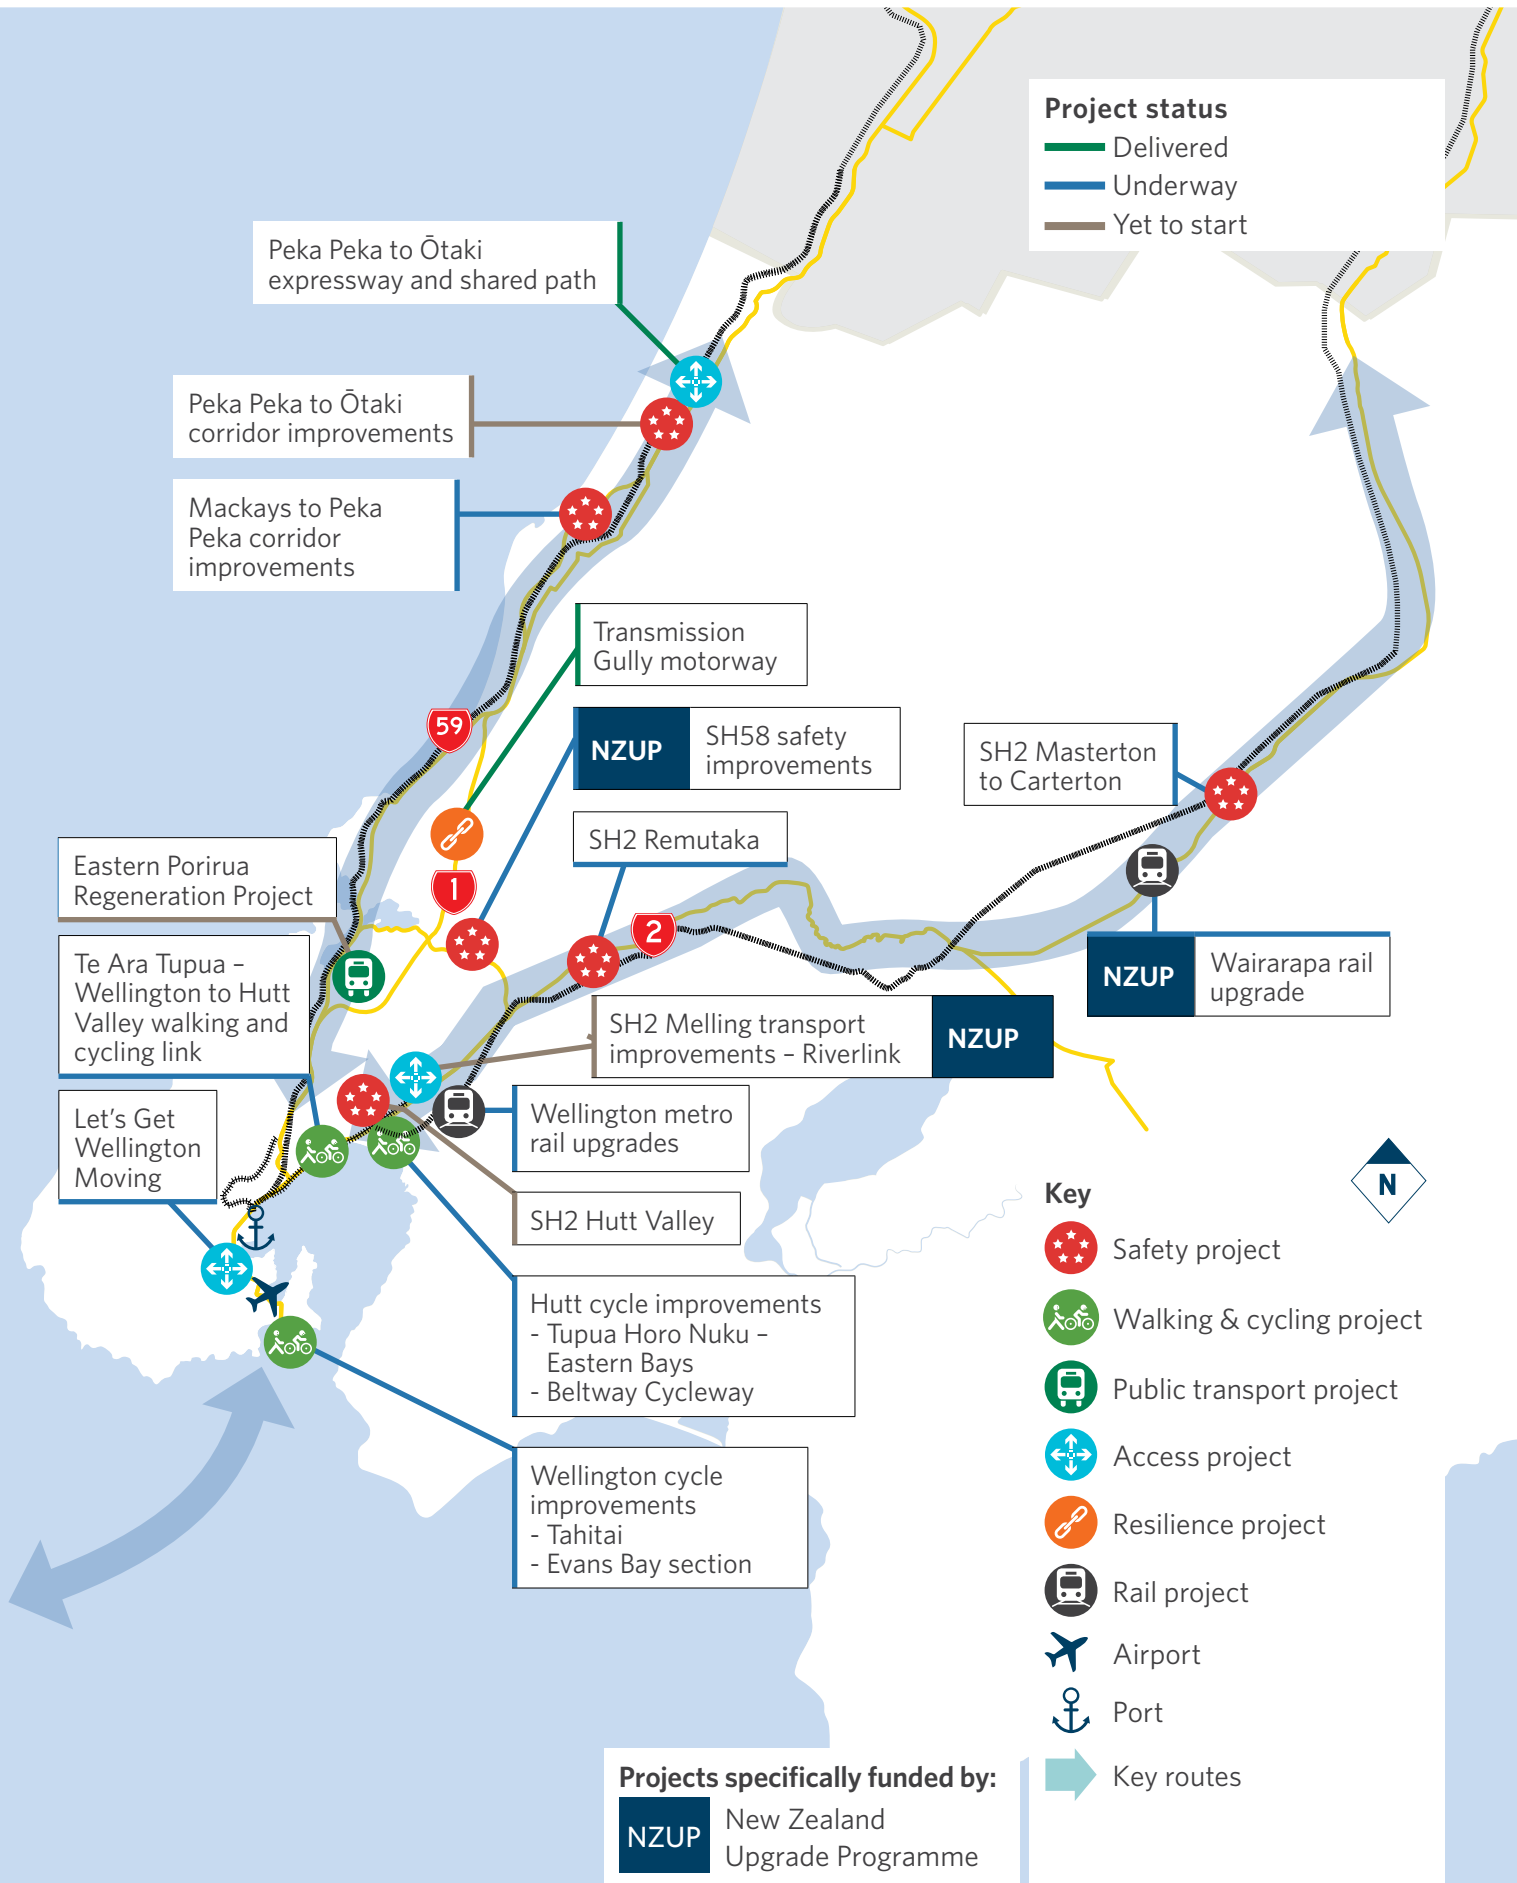 Project status
Delivered
Underway
Yet to start
Peka Peka to Ōtaki
expressway and shared path
Peka Peka to Ōtaki
corridor improvements
Mackays to Peka
Peka corridor
improvements
Transmission
Gully motorway
59
NZUP
SH58 safety
improvements
SH2 Masterton
to Carterton
SH2 Remutaka
Eastern Porirua
Regeneration Project
1
2
Te Ara Tupua –
Wellington to Hutt
Valley walking and
cycling link
NZUP
Wairarapa rail
upgrade
SH2 Melling transport
improvements – Riverlink
NZUP
Let's Get
Wellington
Moving
Wellington metro
rail upgrades
SH2 Hutt Valley
Hutt cycle improvements
- Tupua Horo Nuku –
Eastern Bays
- Beltway Cycleway
Wellington cycle
improvements
- Tahitai
- Evans Bay section
Key
N
Safety project
Walking & cycling project
Public transport project
Access project
Resilience project
Rail project
Airport
Port
Key routes
Projects specifically funded by:
NZUP
New Zealand
Upgrade Programme